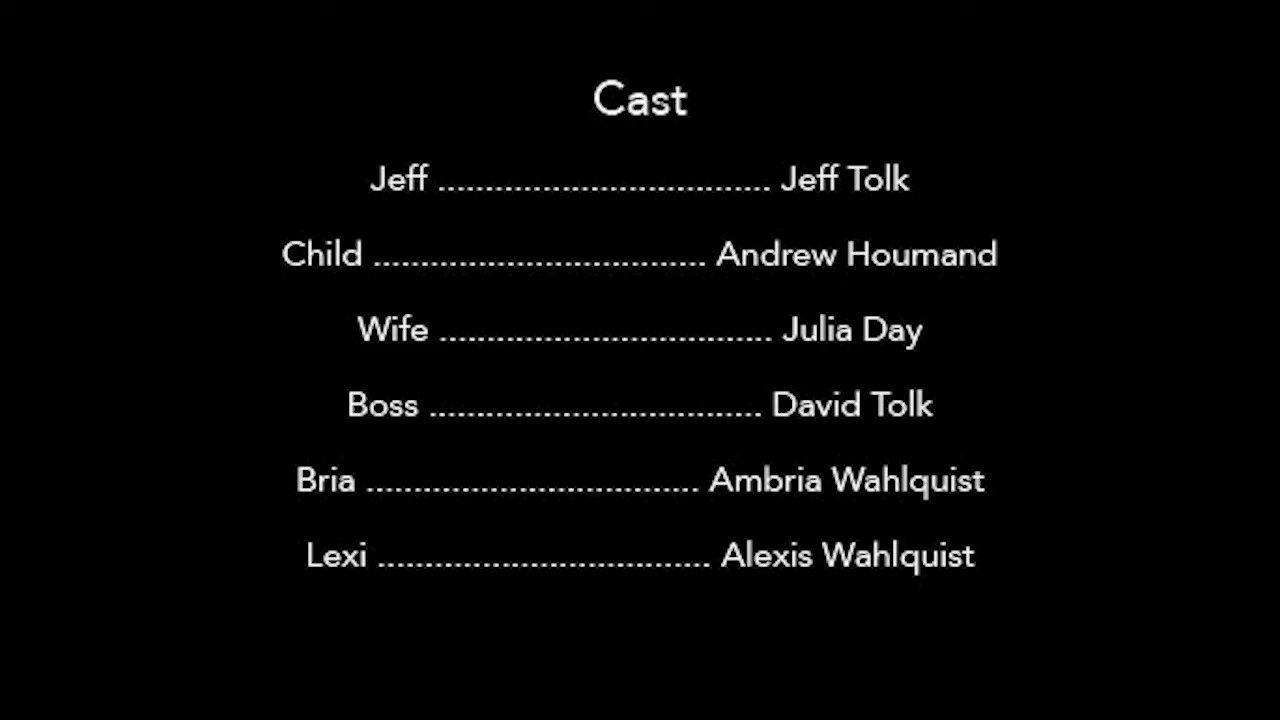 Cast
Jeff ................................... Jeff Tolk
Child ................................... Andrew Houmand
Wife ................................... Julia Day
Boss ................................... David Tolk
Bria ................................... Ambria Wahlquist
Lexi ................................... Alexis Wahlquist